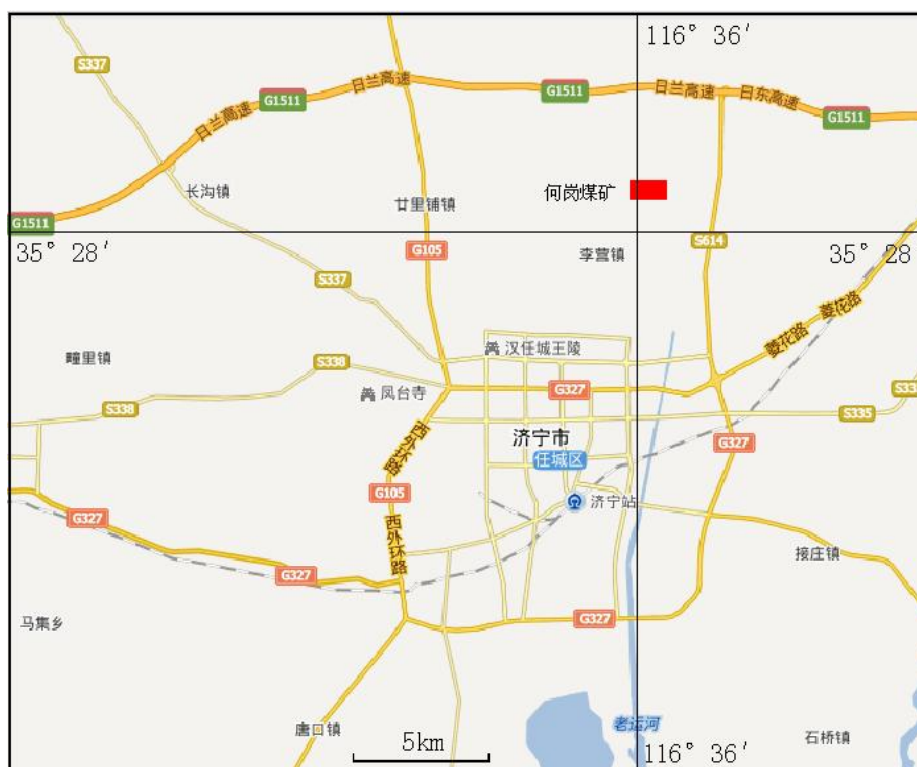 116° 36′
S337
日兰高速
日兰高速
日东高速
G1511
G1511
G1511
日兰高速
长沟镇
廿里铺镇
何岗煤矿
G1511
35° 28′
G105
S614
李营镇
35° 28
S337
菱花路
菱花路
疃里镇
S338
汉任城王陵
凤台寺
G327
S33
S338
S335
西外环路
济宁市
任城区
G327
G105
济宁站
G327
西外环路
接庄镇
G327
马集乡
G327
唐口镇
5km
老运河
石桥镇
116° 36′